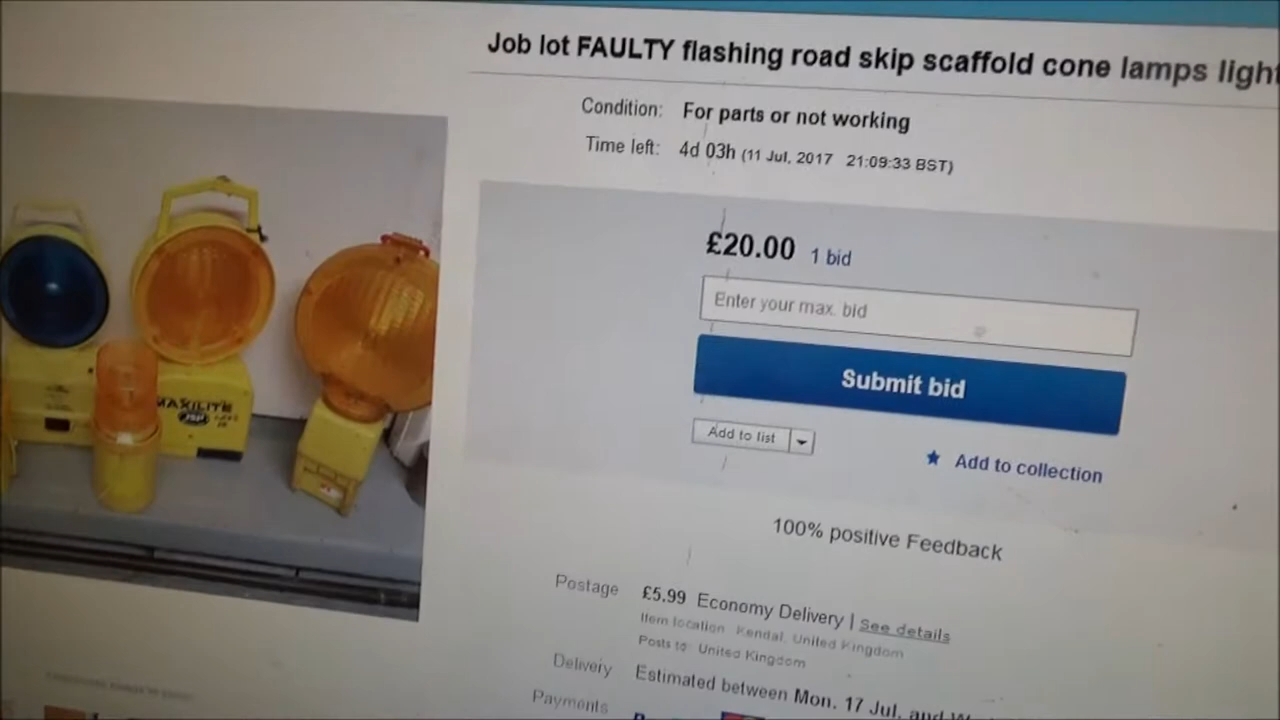 Job lot FAULTY flashing road skip scaffold cone lamps light
Condition: For parts or not working
Time left: 4d 03h (11 Jul, 2017 21:09:33 BST)
£20.00 1 bid
Enter your max. bid
Submit bid
Add to list
Add to collection
100% positive Feedback
Postage £5.99 Economy Delivery | See details
Item location: Kendal, United Kingdom
Posts to: United Kingdom
Delivery Estimated between Mon. 17 Jul. and
Payments
MAXILITE
JSP